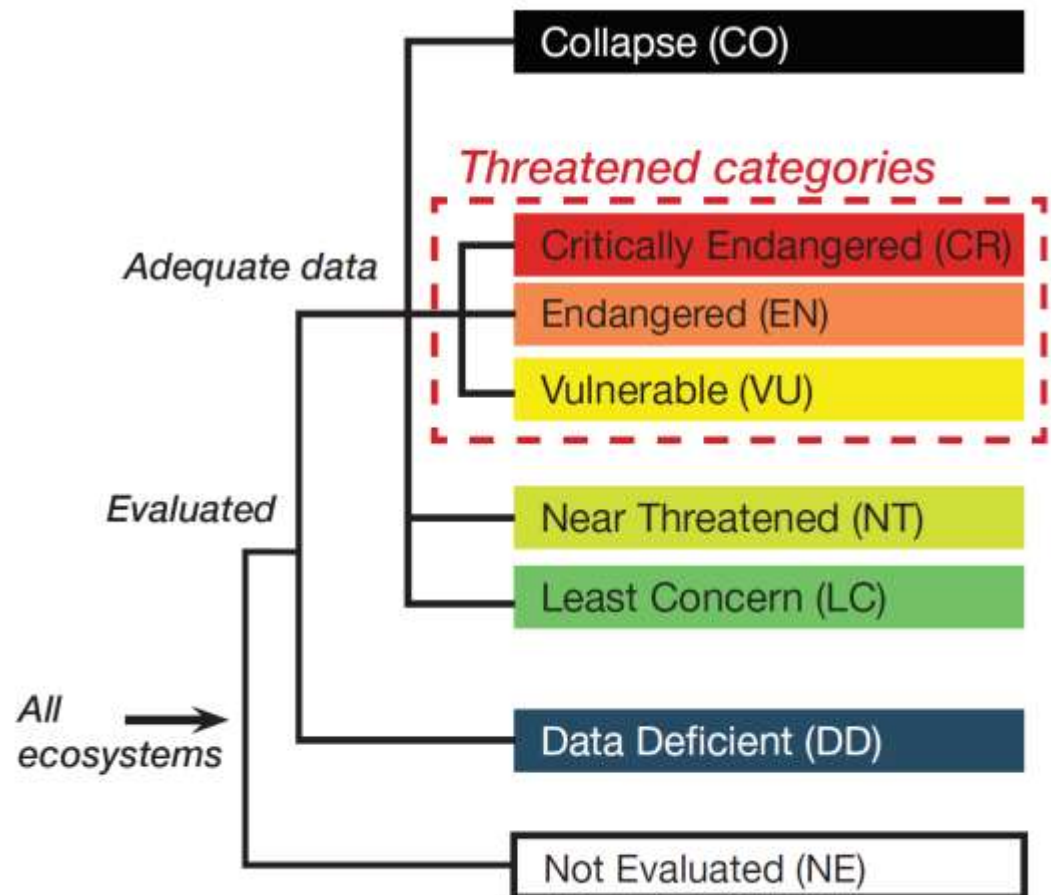 Collapse (CO)
Threatened categories
Critically Endangered (CR)
Adequate data
Endangered (EN)
Vulnerable (VU)
Evaluated
Near Threatened (NT)
Least Concern (LC)
All
ecosystems
Data Deficient (DD)
Not Evaluated (NE)